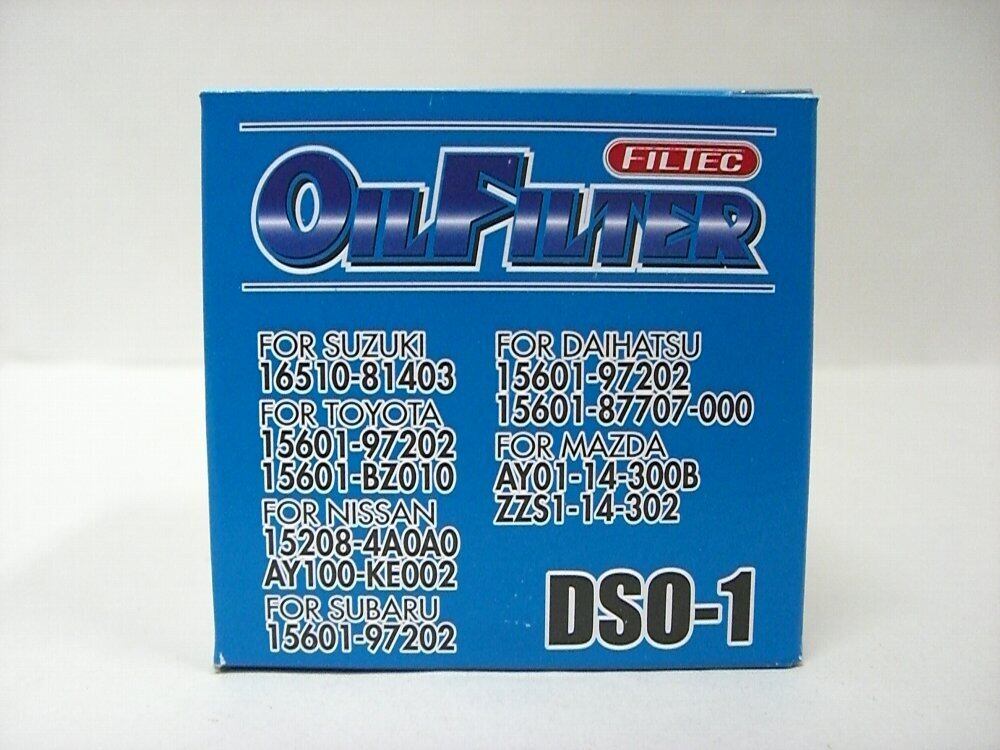 FILTEC
OIL FILTER
FOR SUZUKI
16510-81403
FOR TOYOTA
15601-97202
15601-BZ010
FOR NISSAN
15208-4A0A0
AY100-KE002
FOR SUBARU
15601-97202
FOR DAIHATSU
15601-97202
15601-87707-000
FOR MAZDA
AY01-14-300B
ZZS1-14-302
DSO-1